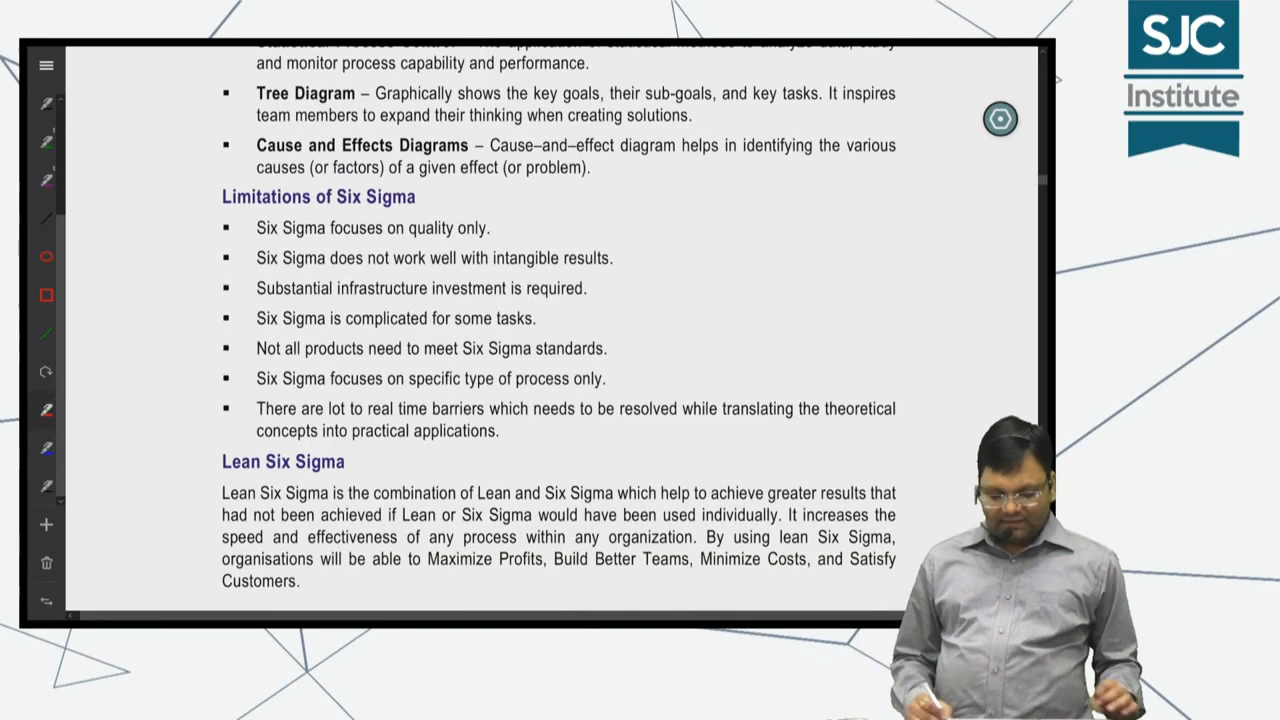 SJC
Institute
and monitor process capability and performance.
▪ Tree Diagram – Graphically shows the key goals, their sub-goals, and key tasks. It inspires
team members to expand their thinking when creating solutions.
▪ Cause and Effects Diagrams – Cause–and–effect diagram helps in identifying the various
causes (or factors) of a given effect (or problem).
Limitations of Six Sigma
▪ Six Sigma focuses on quality only.
▪ Six Sigma does not work well with intangible results.
▪ Substantial infrastructure investment is required.
▪ Six Sigma is complicated for some tasks.
▪ Not all products need to meet Six Sigma standards.
▪ Six Sigma focuses on specific type of process only.
▪ There are lot to real time barriers which needs to be resolved while translating the theoretical
concepts into practical applications.
Lean Six Sigma
Lean Six Sigma is the combination of Lean and Six Sigma which help to achieve greater results that
had not been achieved if Lean or Six Sigma would have been used individually. It increases the
speed and effectiveness of any process within any organization. By using lean Six Sigma,
organisations will be able to Maximize Profits, Build Better Teams, Minimize Costs, and Satisfy
Customers.